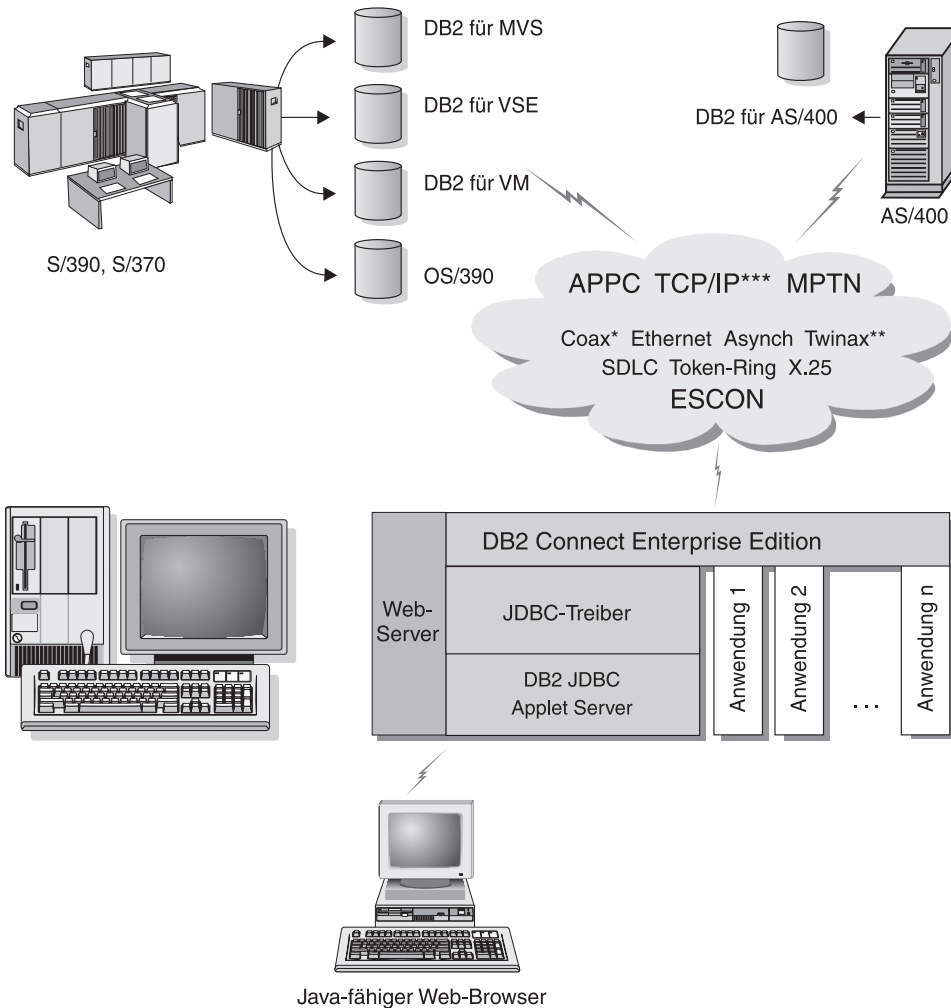 DB2 für MVS
DB2 für VSE
DB2 für VM
OS/390
S/390, S/370
DB2 für AS/400
AS/400
APPC TCP/IP*** MPTN
Coax* Ethernet Asynch Twinax**
SDLC Token-Ring X.25
ESCON
DB2 Connect Enterprise Edition
Web-
Server
JDBC-Treiber
DB2 JDBC
Applet Server
Anwendung 1
Anwendung 2
...
Anwendung n
Java-fähiger Web-Browser